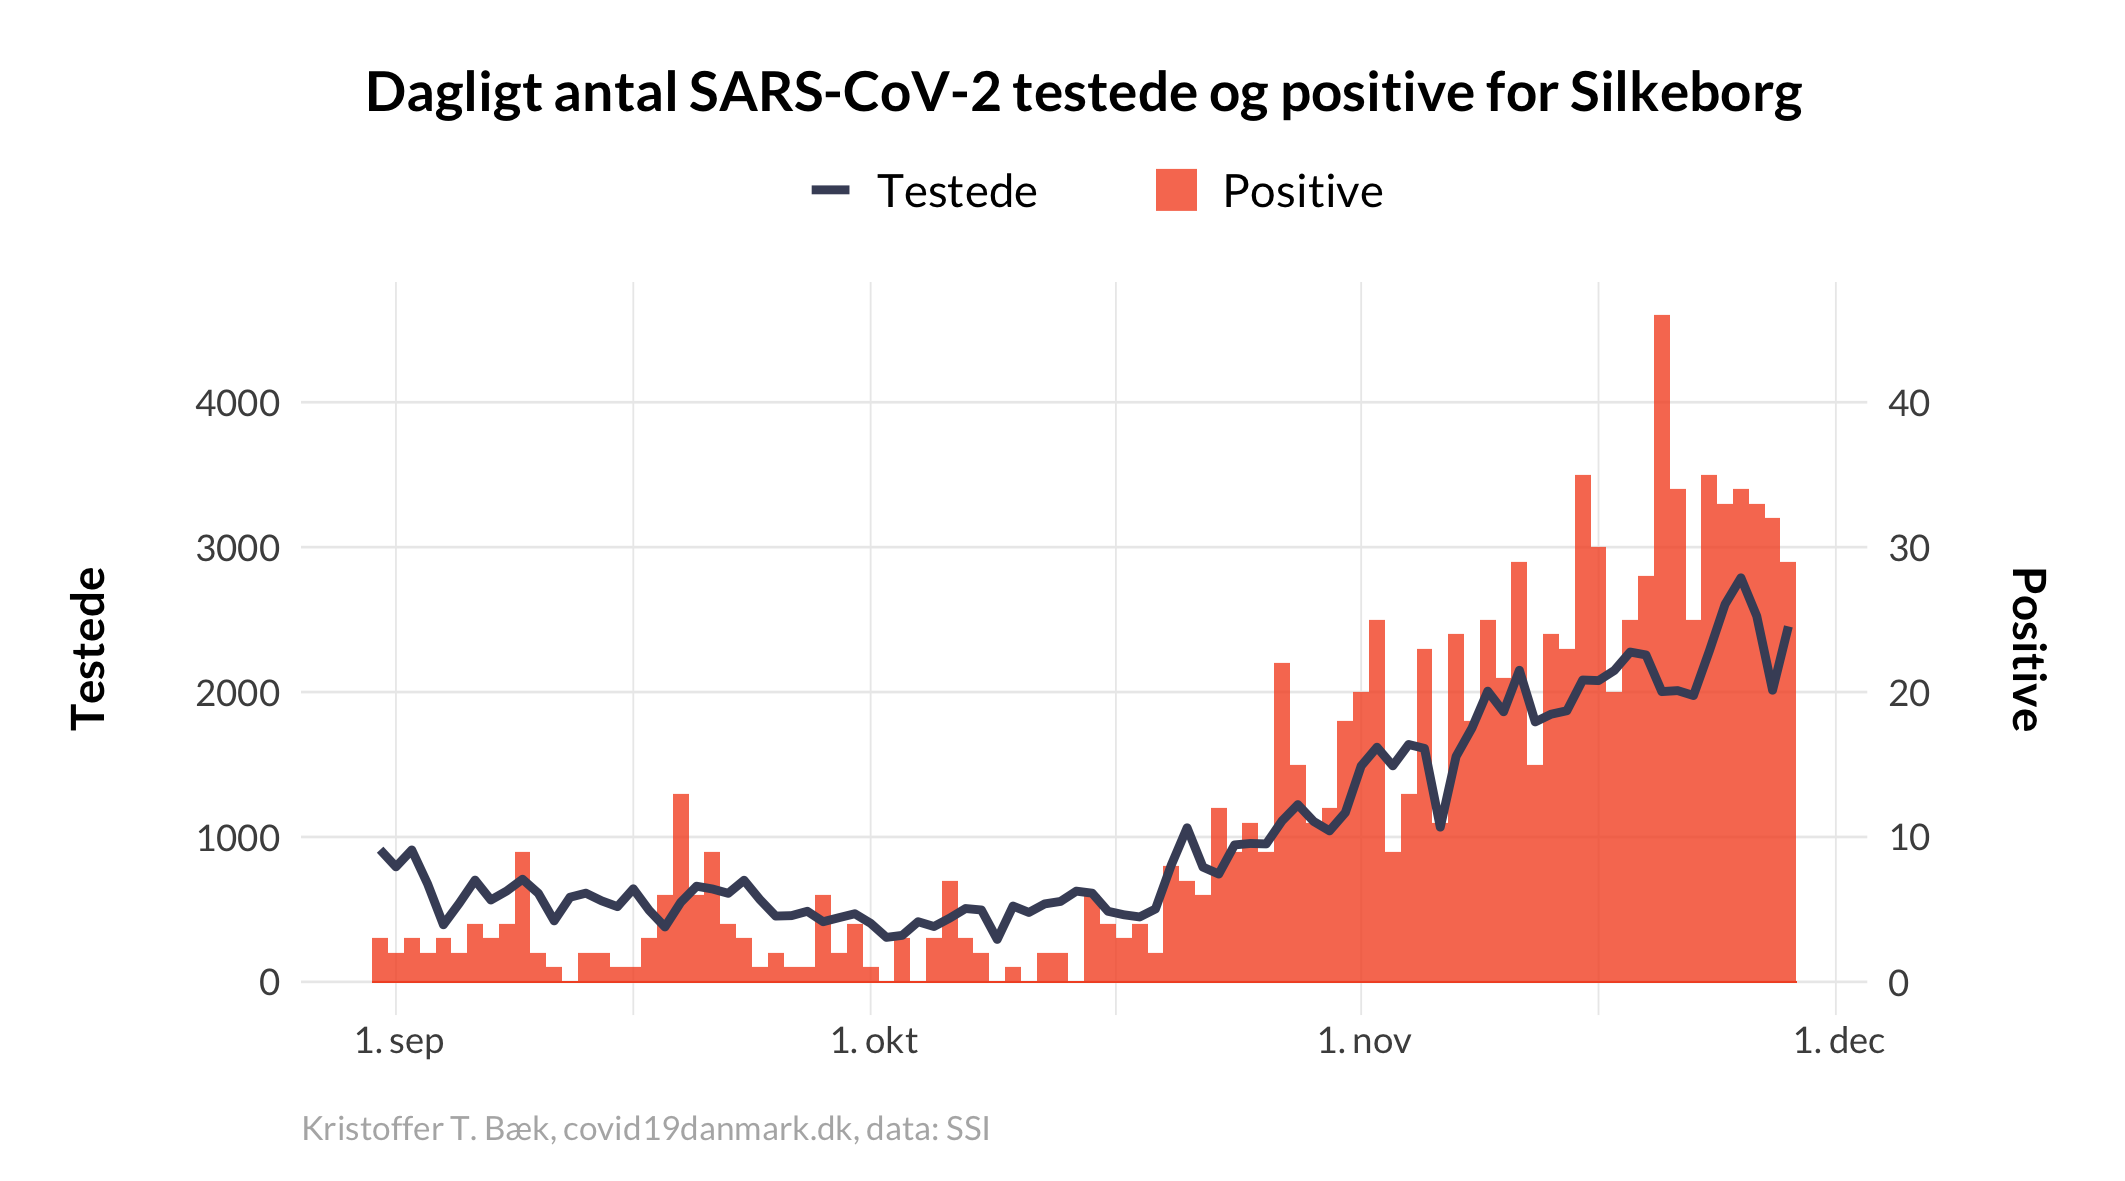 Dagligt antal SARS-CoV-2 testede og positive for Silkeborg
Testede Positive
4000 40
3000 30
2000 20
1000 10
0 0
Testede
Positive
1. sep 1. okt 1. nov 1. dec
Kristoffer T. Bæk, covid19danmark.dk, data: SSI